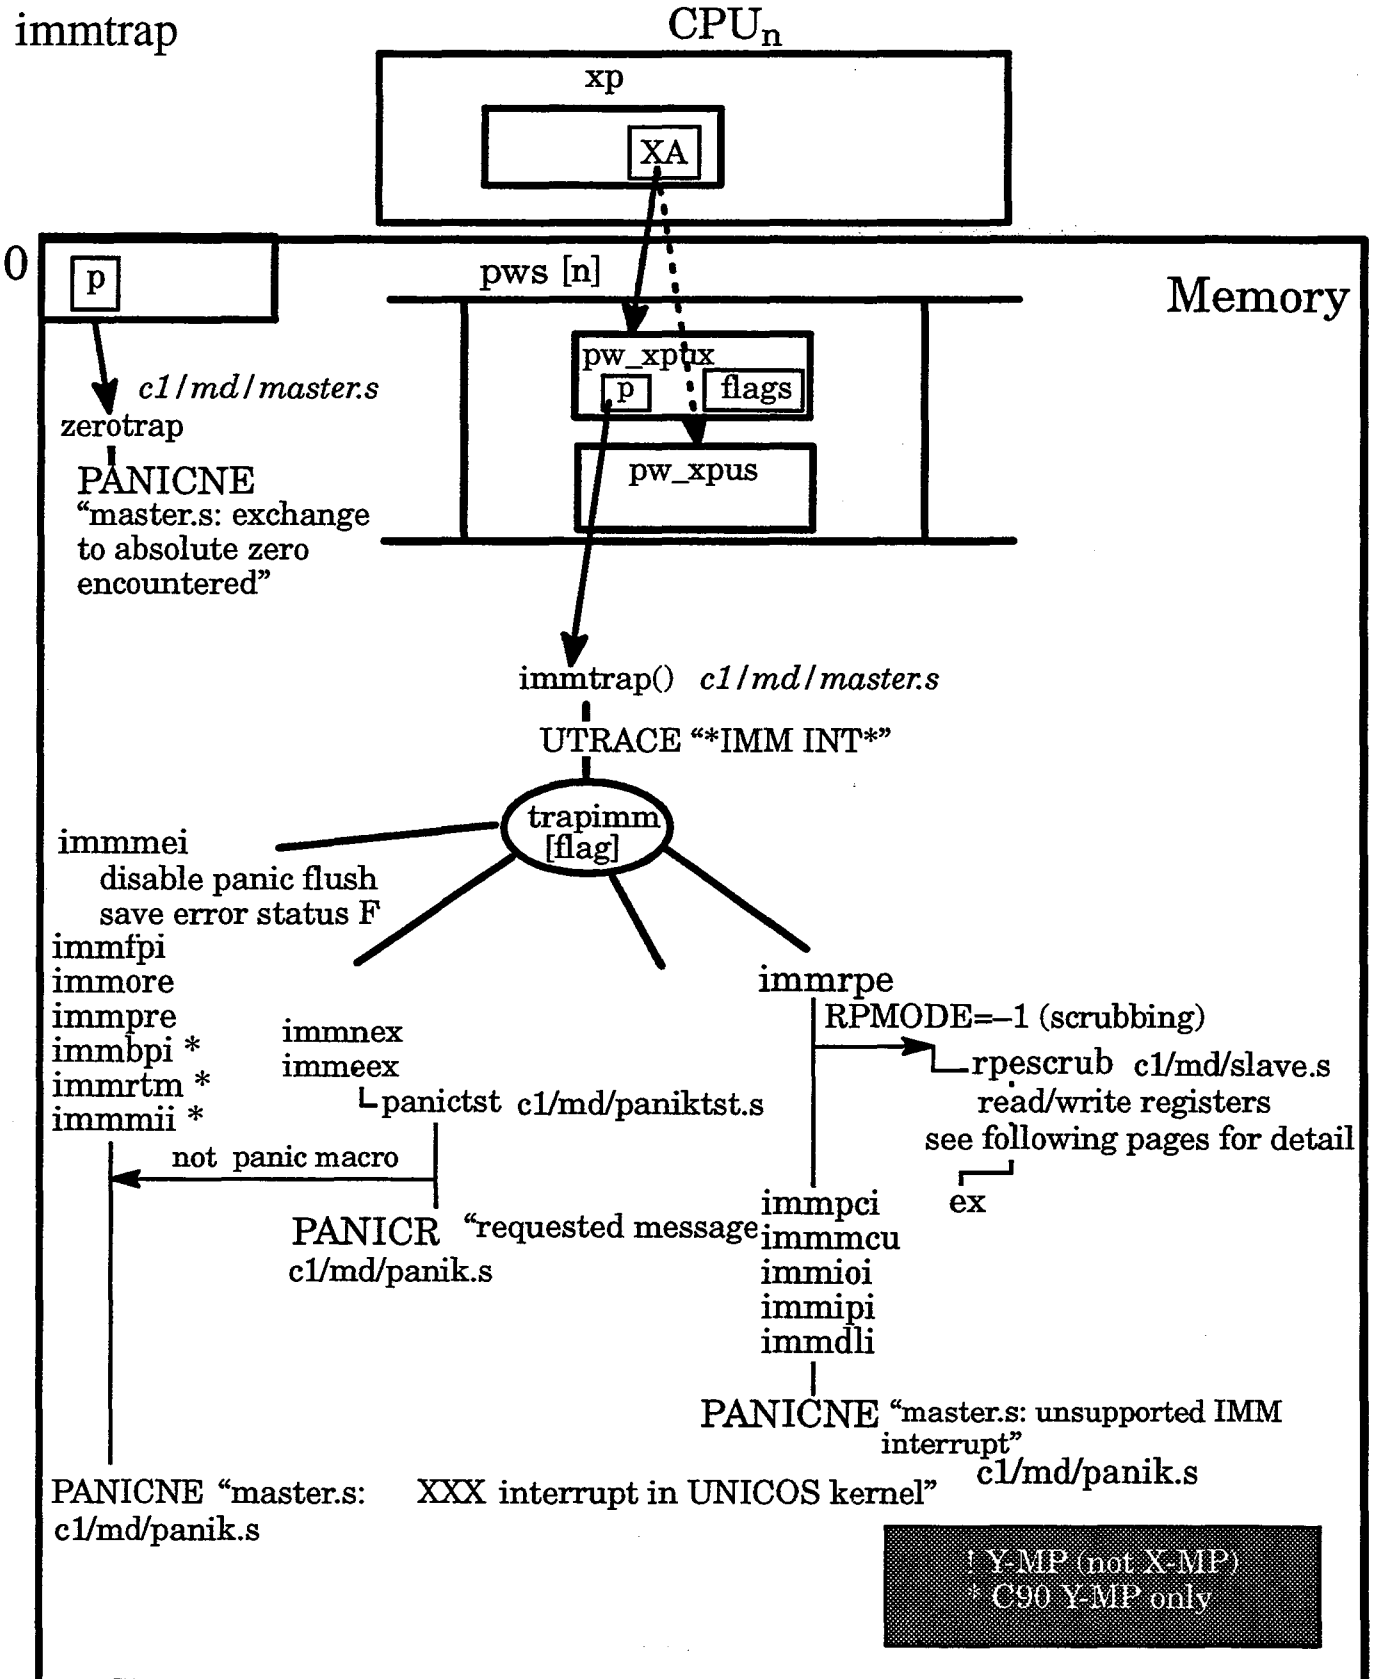 immtrap
CPUn
xp
XA
0
p
pws [n]
Memory
pw_xptix
p
flags
c1/md/master.s
zerotrap
pw_xpus
PANICNE
“master.s: exchange
to absolute zero
encountered”
immtrap() c1/md/master.s
UTRACE “*IMM INT*”
trapimm
[flag]
immmei
disable panic flush
save error status F
immfpi
immore
immpre
immbpi *
immrtm *
immmii *
immnex
immeex
panictst c1/md/paniktst.s
not panic macro
PANICR “requested message
c1/md/panik.s
immrpe
RPMODE=–1 (scrubbing)
rpescrub c1/md/slave.s
read/write registers
see following pages for detail
ex
immpci
immmcu
immioi
immipi
immdli
PANICNE “master.s: unsupported IMM
interrupt”
c1/md/panik.s
PANICNE “master.s: XXX interrupt in UNICOS kernel”
c1/md/panik.s
! Y-MP (not X-MP)
* C90 Y-MP only